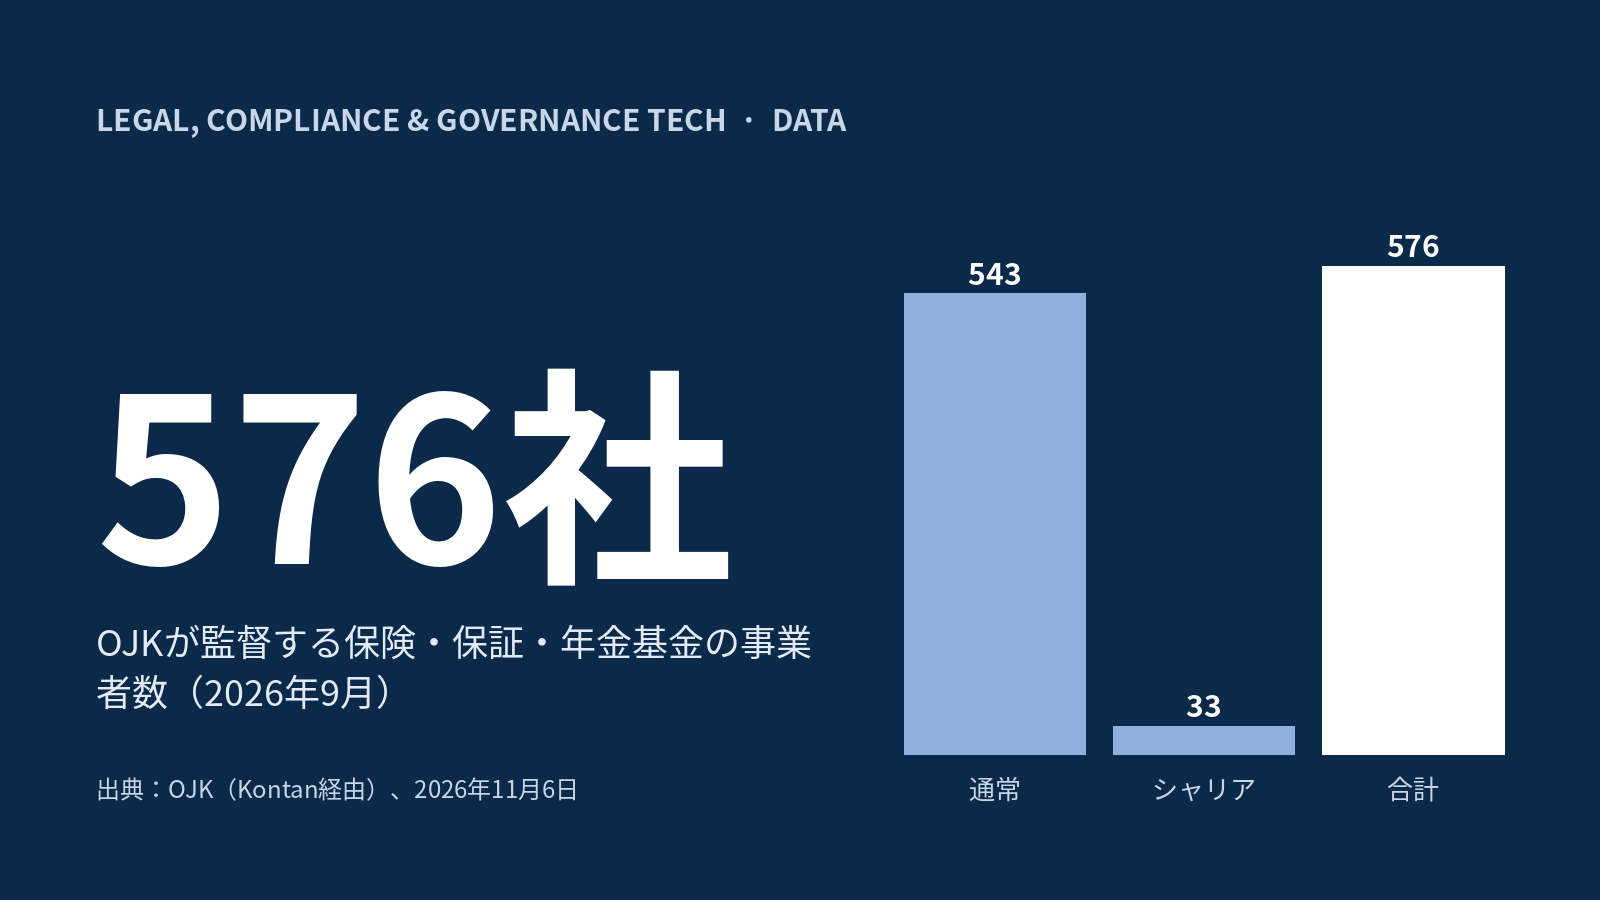 LEGAL, COMPLIANCE & GOVERNANCE TECH · DATA
576社
OJKが監督する保険・保証・年金基金の事業
者数（2026年9月）
出典：OJK（Kontan経由）、2026年11月6日
543
33
576
通常
シャリア
合計